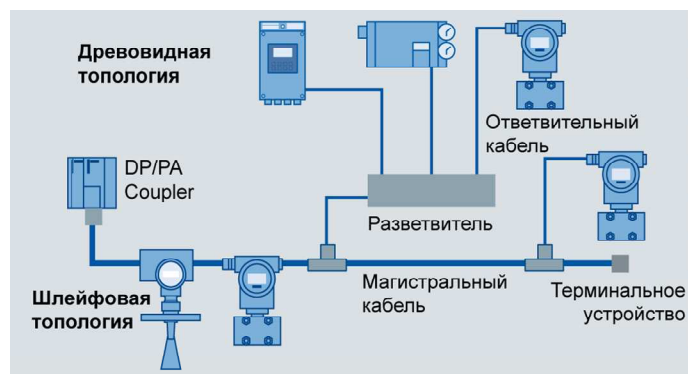 Древовидная
топология
Ответвительный
кабель
DP/PA
Coupler
Разветвитель
Магистральный
кабель
Шлейфовая
топология
Терминальное
устройство